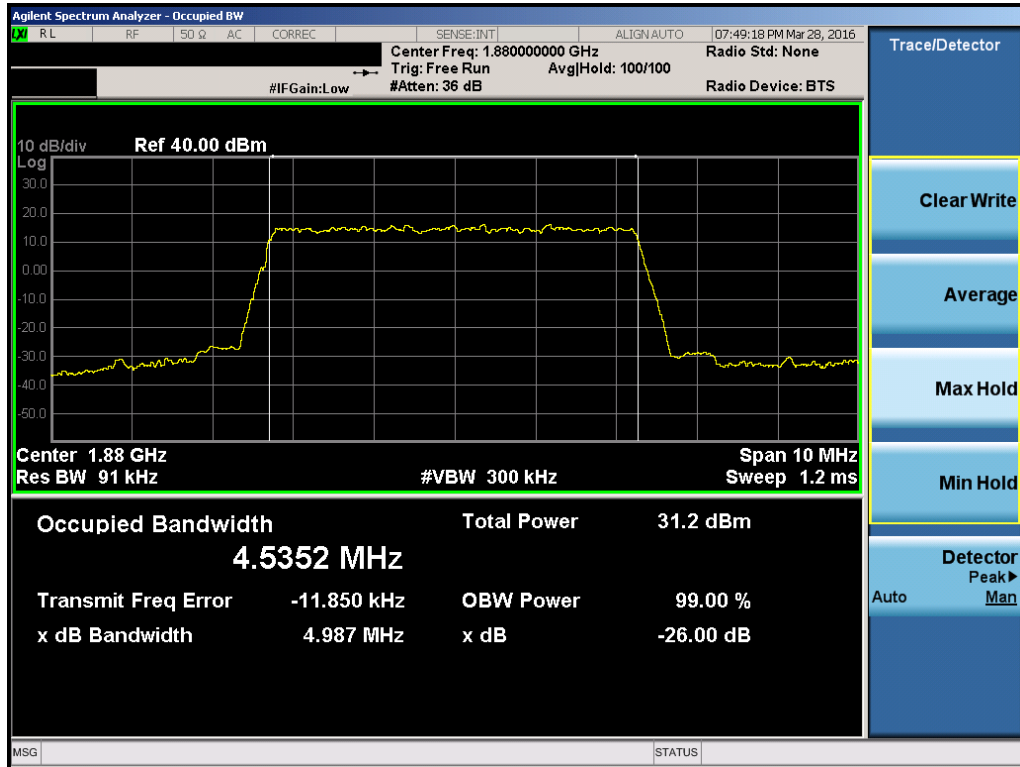 Agilent Spectrum Analyzer - Occupied BW
LXI RL RF 50 Ω AC CORREC SENSE:INT ALIGN AUTO 07:49:18 PM Mar 28, 2016
Center Freq: 1.880000000 GHz Radio Std: None
Trig: Free Run Avg|Hold: 100/100
#IFGain:Low #Atten: 36 dB Radio Device: BTS
10 dB/div Ref 40.00 dBm
Log
30.0
20.0
10.0
0.00
-10.0
-20.0
-30.0
-40.0
-50.0
Center 1.88 GHz Span 10 MHz
Res BW 91 kHz #VBW 300 kHz Sweep 1.2 ms
Occupied Bandwidth Total Power 31.2 dBm
4.5352 MHz
Transmit Freq Error -11.850 kHz OBW Power 99.00 %
x dB Bandwidth 4.987 MHz x dB -26.00 dB
MSG STATUS
Trace/Detector
Clear Write
Average
Max Hold
Min Hold
Detector
Peak▶
Auto Man